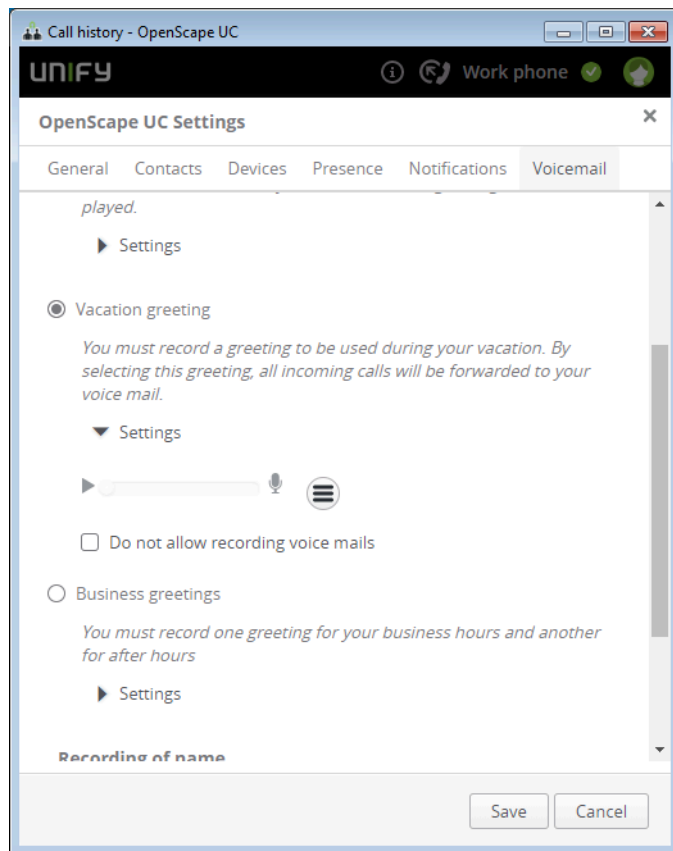 Call history - OpenScape UC
UNIFY
Work phone
OpenScape UC Settings
General Contacts Devices Presence Notifications Voicemail
played.
Settings
Vacation greeting
You must record a greeting to be used during your vacation. By
selecting this greeting, all incoming calls will be forwarded to your
voice mail.
Settings
Do not allow recording voice mails
Business greetings
You must record one greeting for your business hours and another
for after hours
Settings
Recording of name
Save Cancel